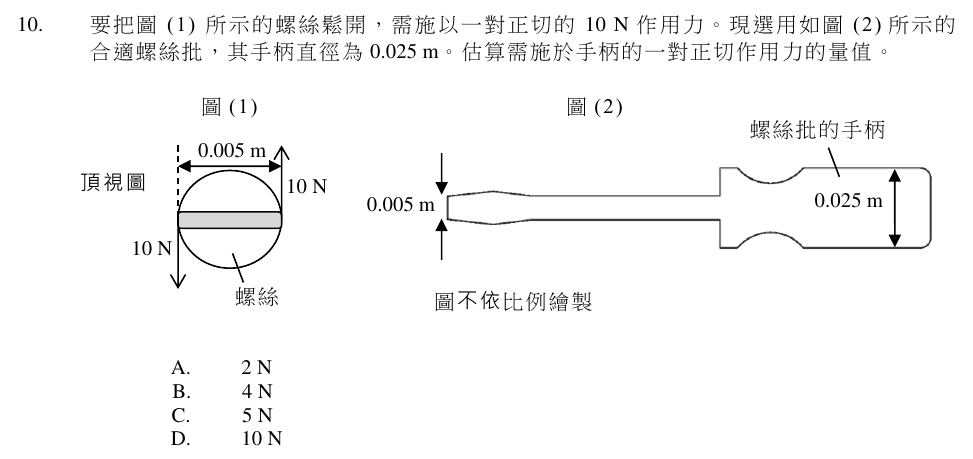 10. 要把圖 (1) 所示的螺絲鬆開，需施以一對正切的 10 N 作用力。現選用如圖 (2) 所示的
合適螺絲批，其手柄直徑為 0.025 m。估算需施於手柄的一對正切作用力的量值。
圖 (1)
圖 (2)
螺絲批的手柄
0.005 m
頂視圖
10 N
0.005 m
0.025 m
10 N
螺絲
圖不依比例繪製
A. 2 N
B. 4 N
C. 5 N
D. 10 N